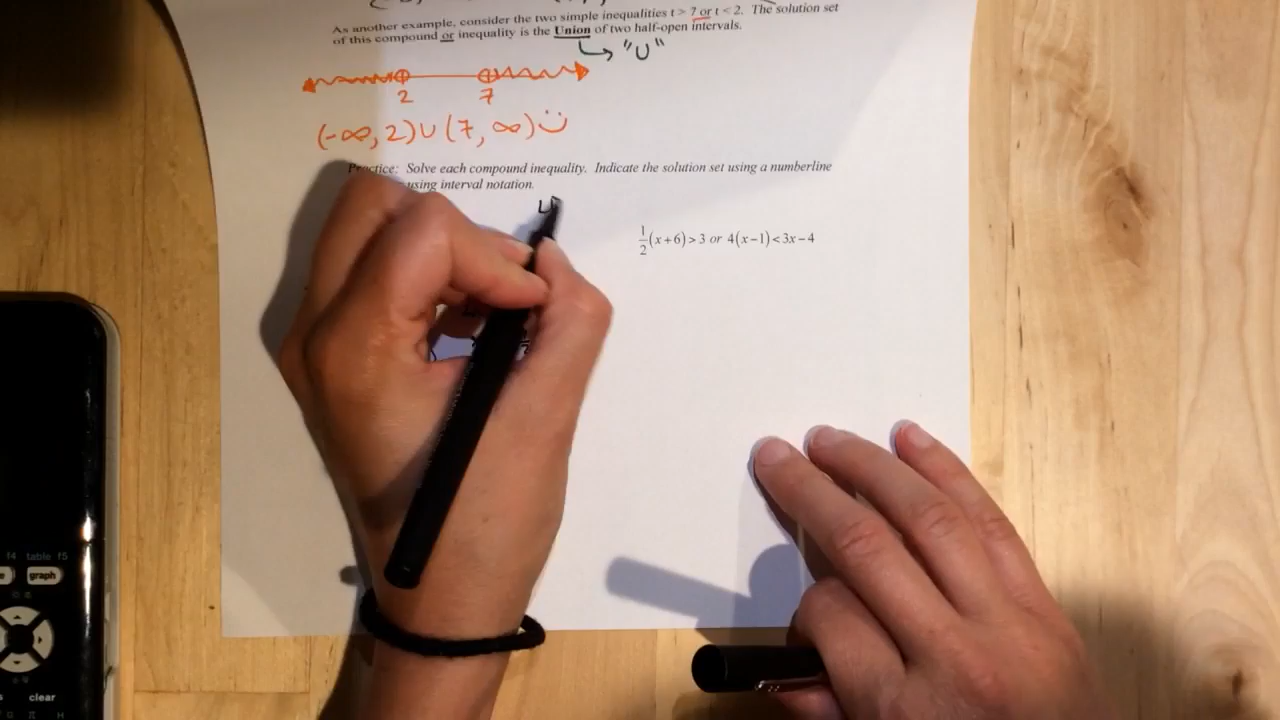 As another example, consider the two simple inequalities t > 7 or t < 2. The solution set
of this compound or inequality is the Union of two half-open intervals.
"U"
2 7
(-∞, 2) ∪ (7, ∞)
Practice: Solve each compound inequality. Indicate the solution set using a numberline
using interval notation.
1/2(x+6)>3 or 4(x−1)<3x−4
f4 table f5
graph
clear